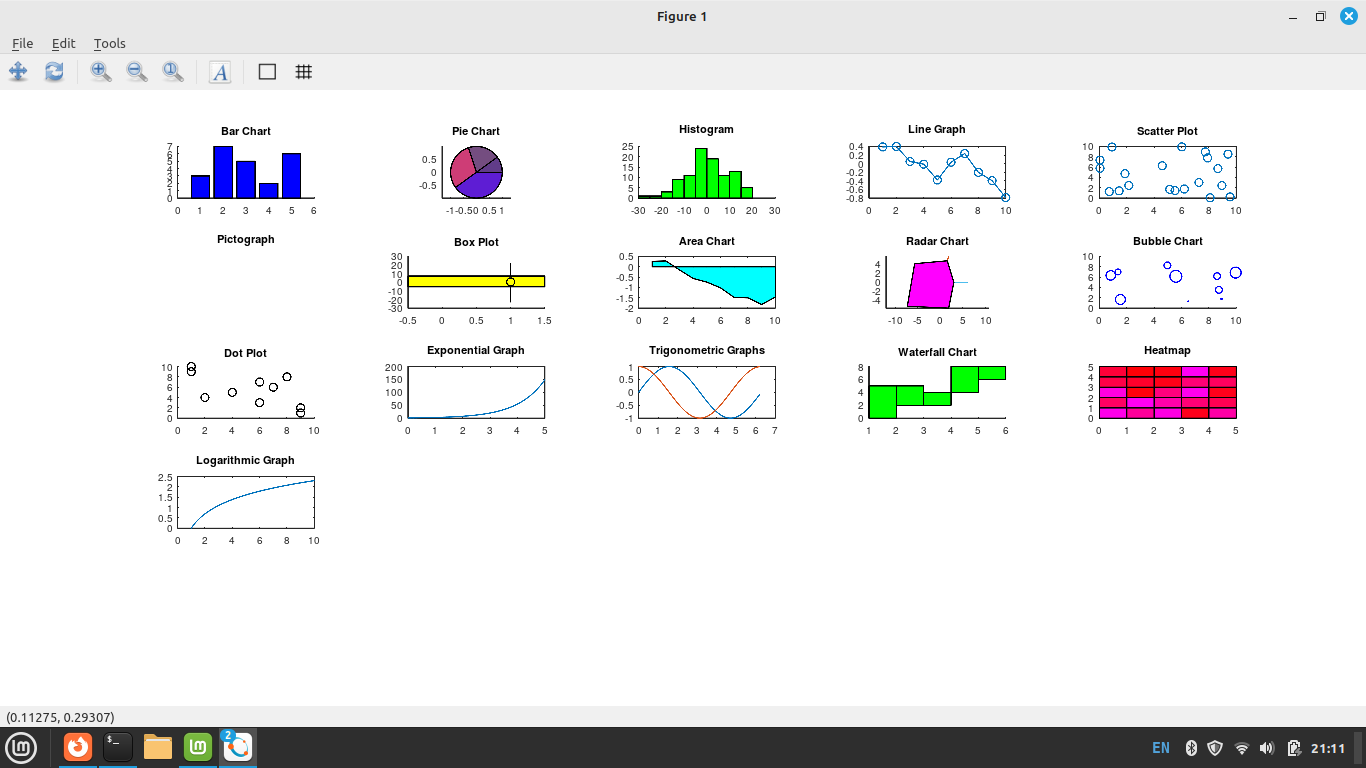 Figure 1
File Edit Tools
A
Bar Chart
7
6
5
4
3
2
1
0
0 1 2 3 4 5 6
Pie Chart
0.5
0
-0.5
-1-0.50 0.5 1
Histogram
25
20
15
10
5
0
-30 -20 -10 0 10 20 30
Line Graph
0.4
0.2
0
-0.2
-0.4
-0.6
-0.8
0 2 4 6 8 10
Scatter Plot
10
8
6
4
2
0
0 2 4 6 8 10
Pictograph
Box Plot
30
20
10
0
-10
-20
-30
-0.5 0 0.5 1 1.5
Area Chart
0.5
0
-0.5
-1
-1.5
-2
0 2 4 6 8 10
Radar Chart
4
2
0
-2
-4
-10 -5 0 5 10
Bubble Chart
10
8
6
4
2
0
0 2 4 6 8 10
Dot Plot
10
8
6
4
2
0
0 2 4 6 8 10
Exponential Graph
200
150
100
50
0
0 1 2 3 4 5
Trigonometric Graphs
1
0.5
0
-0.5
-1
0 1 2 3 4 5 6 7
Waterfall Chart
8
6
4
2
0
1 2 3 4 5 6
Heatmap
5
4
3
2
1
0
0 1 2 3 4 5
Logarithmic Graph
2.5
2
1.5
1
0.5
0
0 2 4 6 8 10
(0.11275, 0.29307)
$_ 2 EN 21:11